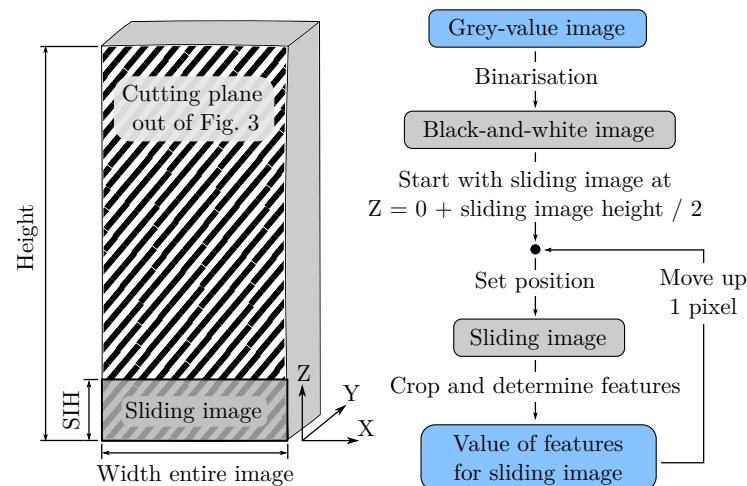 Cutting plane
out of Fig. 3
Height
SIH
Sliding image
Z
Y
X
Width entire image
Grey-value image
Binarisation
Black-and-white image
Start with sliding image at
Z = 0 + sliding image height / 2
Set position
Move up
1 pixel
Sliding image
Crop and determine features
Value of features
for sliding image